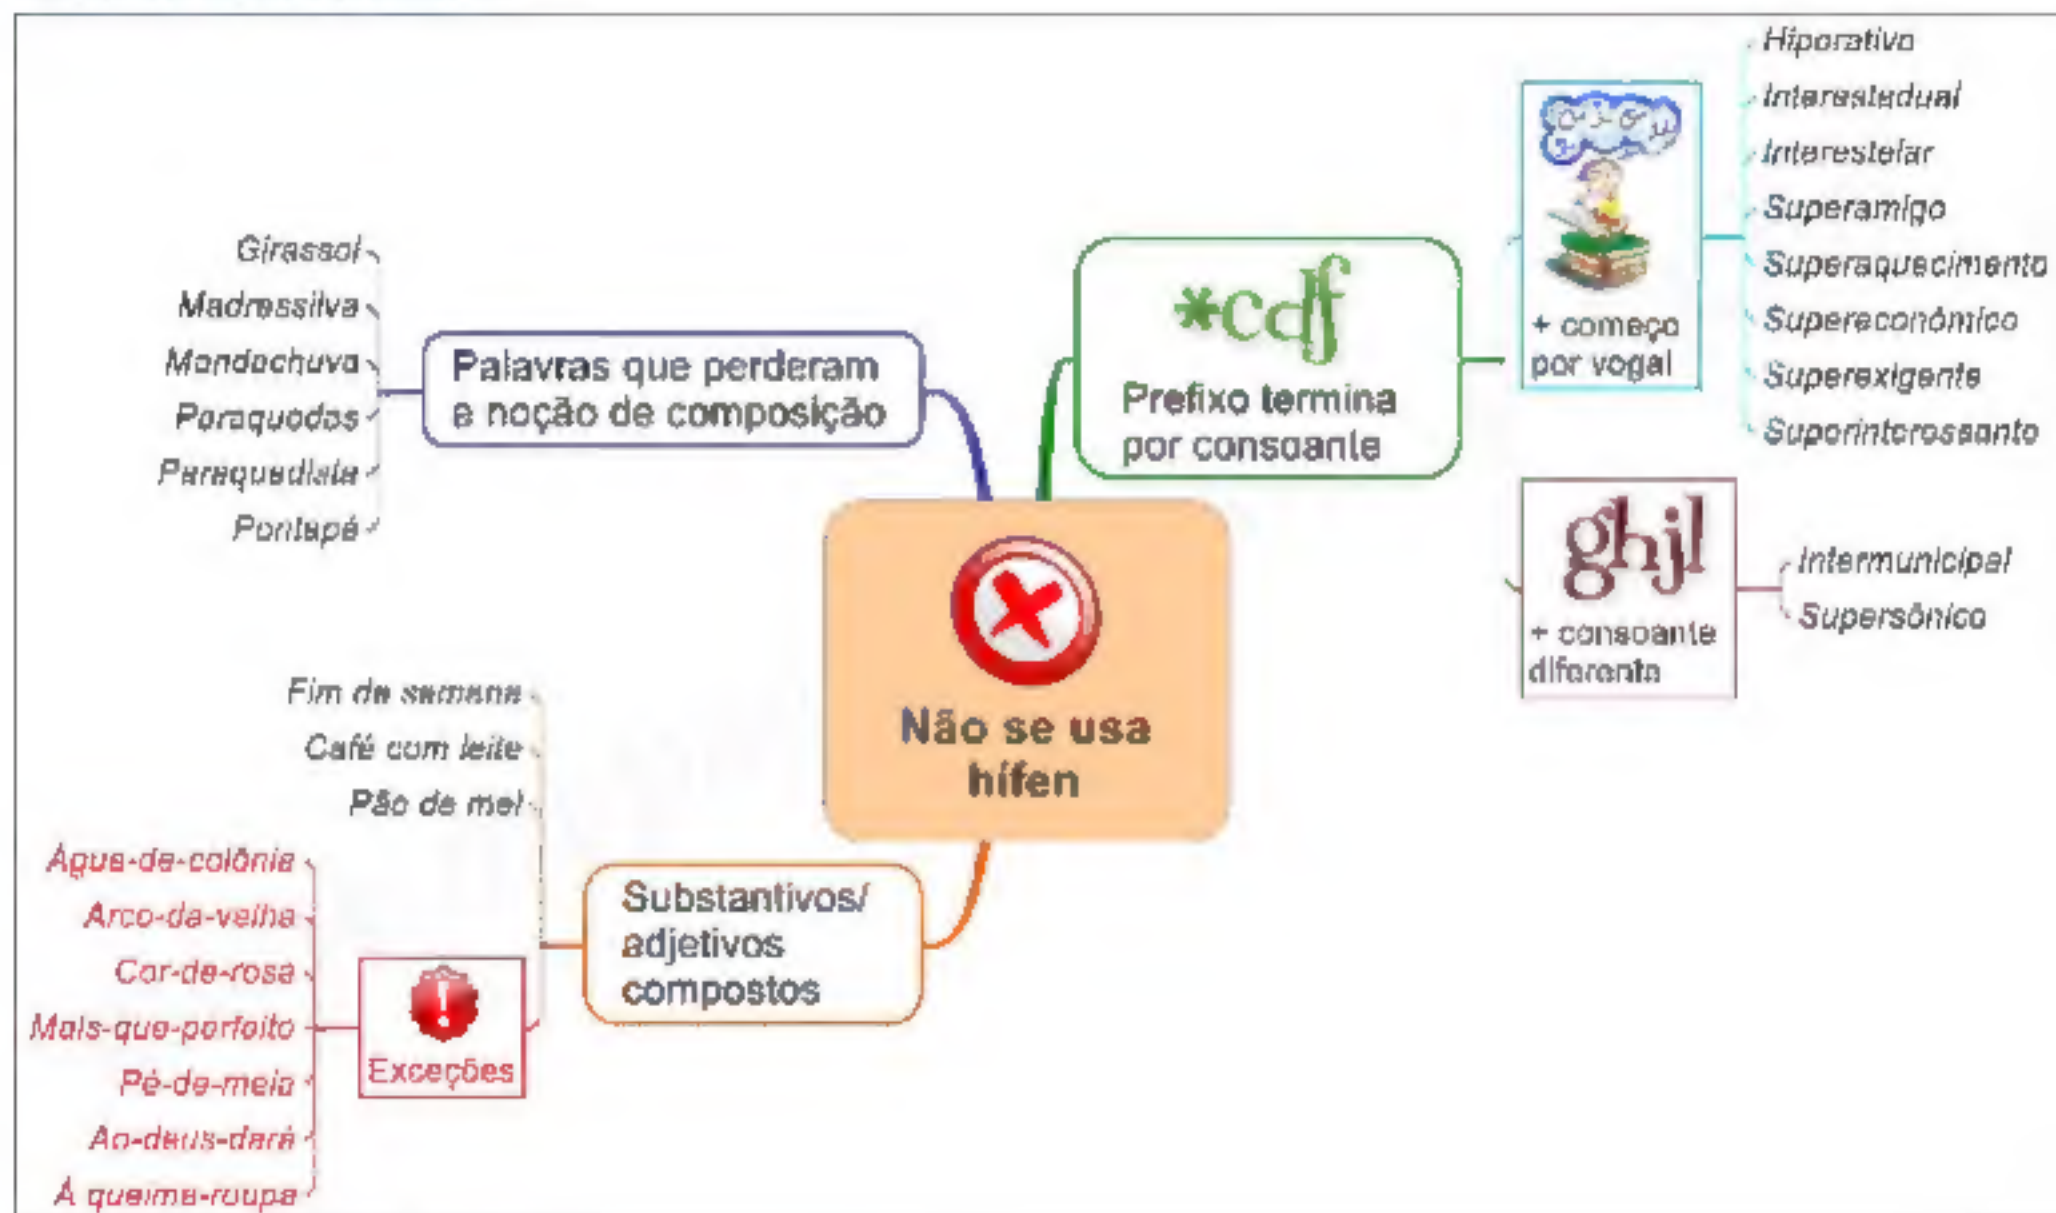 Girassol
Madressilva
Mandachuva
Paraquedas
Paraquedista
Pontapé
Palavras que perderam
a noção de composição
*cdf
Prefixo termina
por consoante
+ começo
por vogal
Hiperativo
Interestadual
Interestelar
Superamigo
Superaquecimento
Supereconômico
Superexigente
Superinteressante
ghjl
+ consoante
diferente
Intermunicipal
Supersônico
Não se usa
hífen
Fim de semana
Café com leite
Pão de mel
Substantivos/
adjetivos
compostos
Exceções
Água-de-colônia
Arco-da-velha
Cor-de-rosa
Mais-que-perfeito
Pé-de-meia
Ao-deus-dará
À queima-roupa